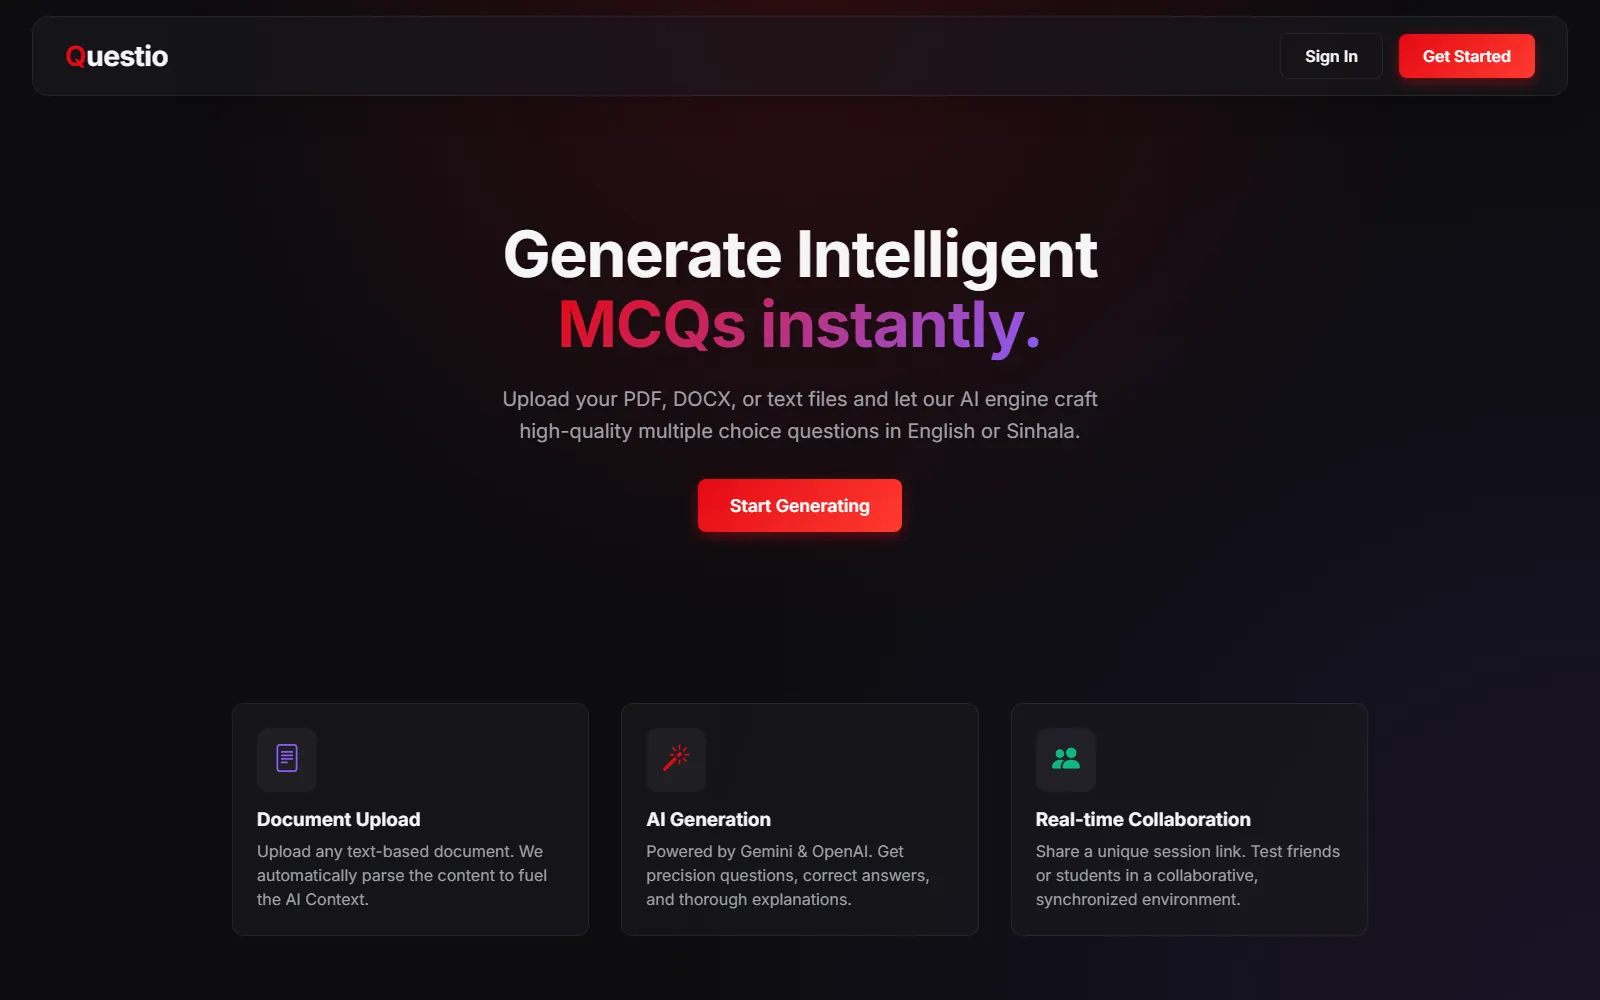 Questio
Sign In
Get Started
Generate Intelligent
MCQs instantly.
Upload your PDF, DOCX, or text files and let our AI engine craft
high-quality multiple choice questions in English or Sinhala.
Start Generating
Document Upload
Upload any text-based document. We
automatically parse the content to fuel
the AI Context.
AI Generation
Powered by Gemini & OpenAI. Get
precision questions, correct answers,
and thorough explanations.
Real-time Collaboration
Share a unique session link. Test friends
or students in a collaborative,
synchronized environment.